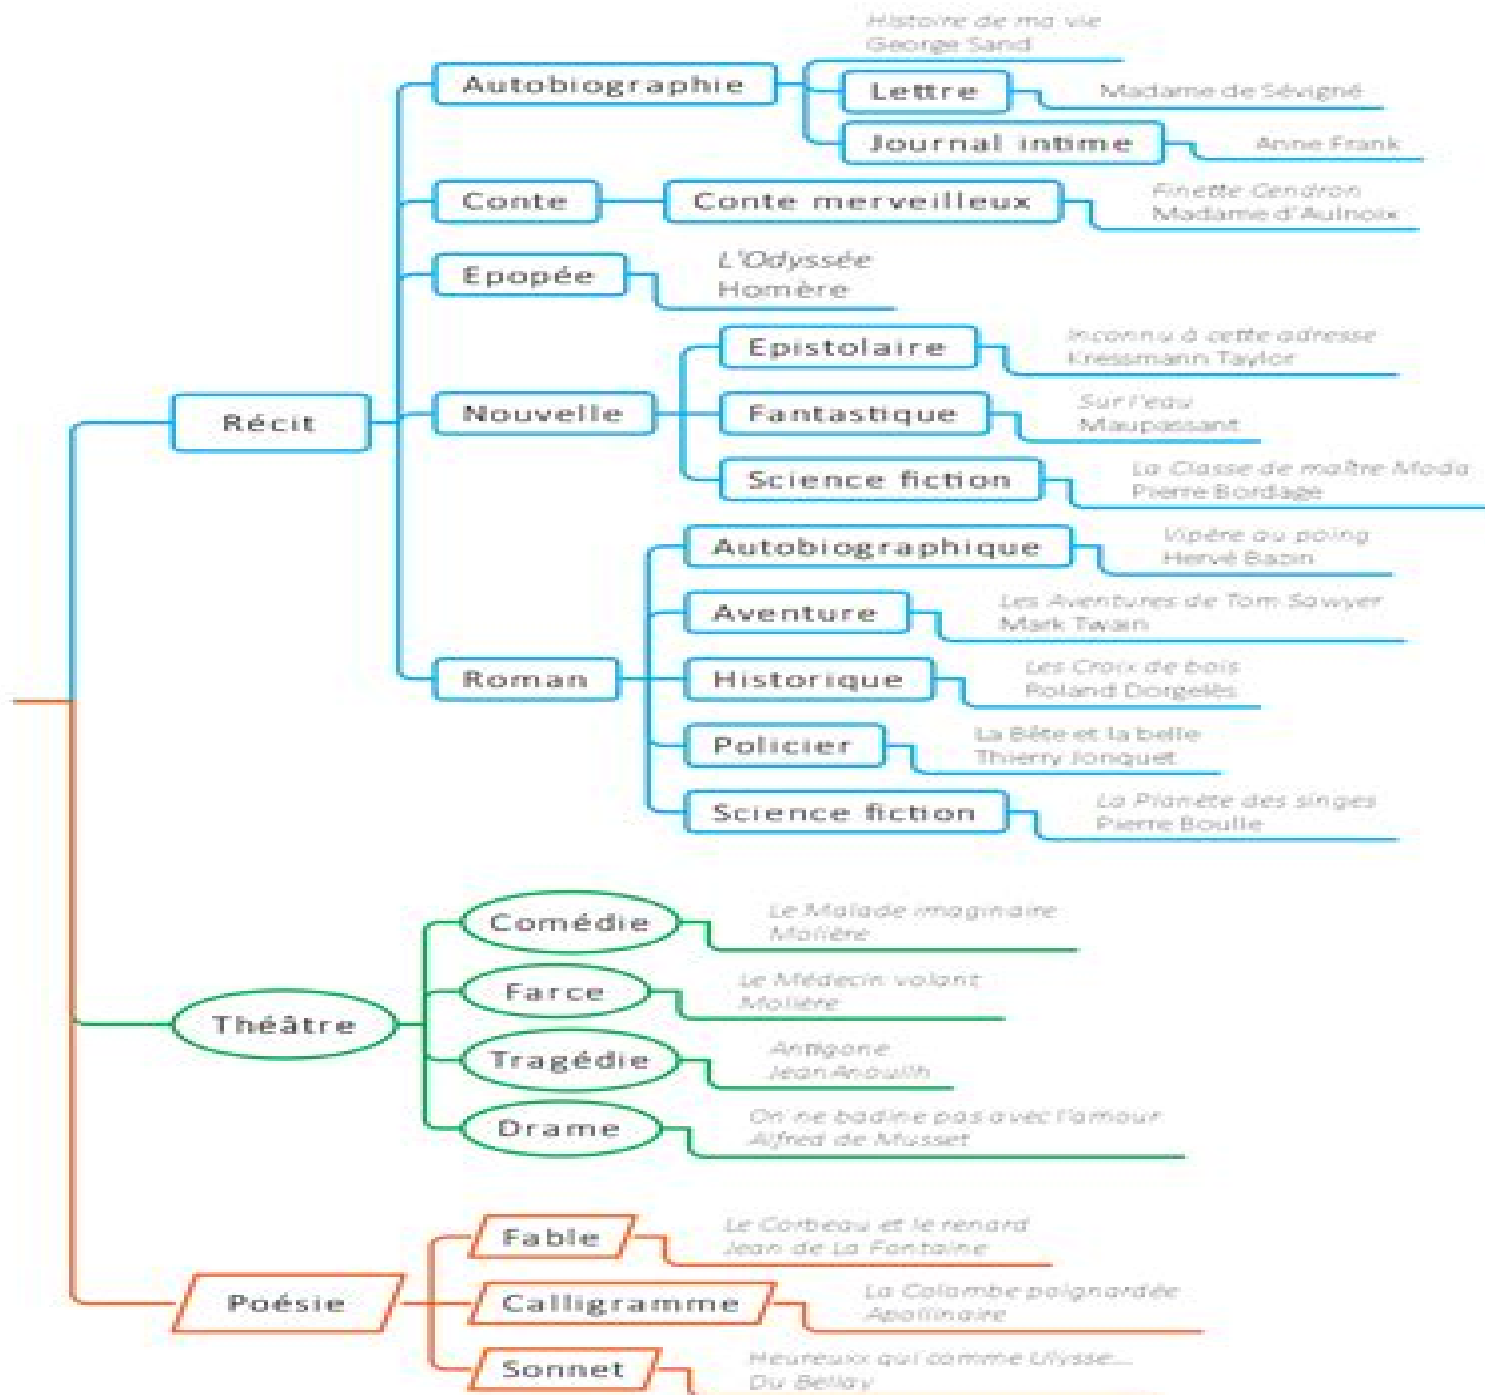 Histoire de ma vie
George Sand
Autobiographie
Lettre
Madame de Sévigné
Journal intime
Anne Frank
Conte
Conte merveilleux
Finette Cendron
Madame d'Aulnoix
Epopée
L'Odyssée
Homère
Récit
Nouvelle
Epistolaire
Inconnu à cette adresse
Kressmann Taylor
Fantastique
Sur l'eau
Maupassant
Science fiction
La Classe de maître Moda
Pierre Bordage
Roman
Autobiographique
Vipère au poing
Hervé Bazin
Aventure
Les Aventures de Tom Sawyer
Mark Twain
Historique
Les Croix de bois
Roland Dorgelès
Policier
La Bête et la belle
Thierry Jonquet
Science fiction
La Planète des singes
Pierre Boulle
Théâtre
Comédie
Le Malade imaginaire
Molière
Farce
Le Médecin volant
Molière
Tragédie
Antigone
Jean Anouilh
Drame
On ne badine pas avec l'amour
Alfred de Musset
Poésie
Fable
Le Corbeau et le renard
Jean de La Fontaine
Calligramme
La Colombe poignardée
Apollinaire
Sonnet
Heureux qui comme Ulysse...
Du Bellay